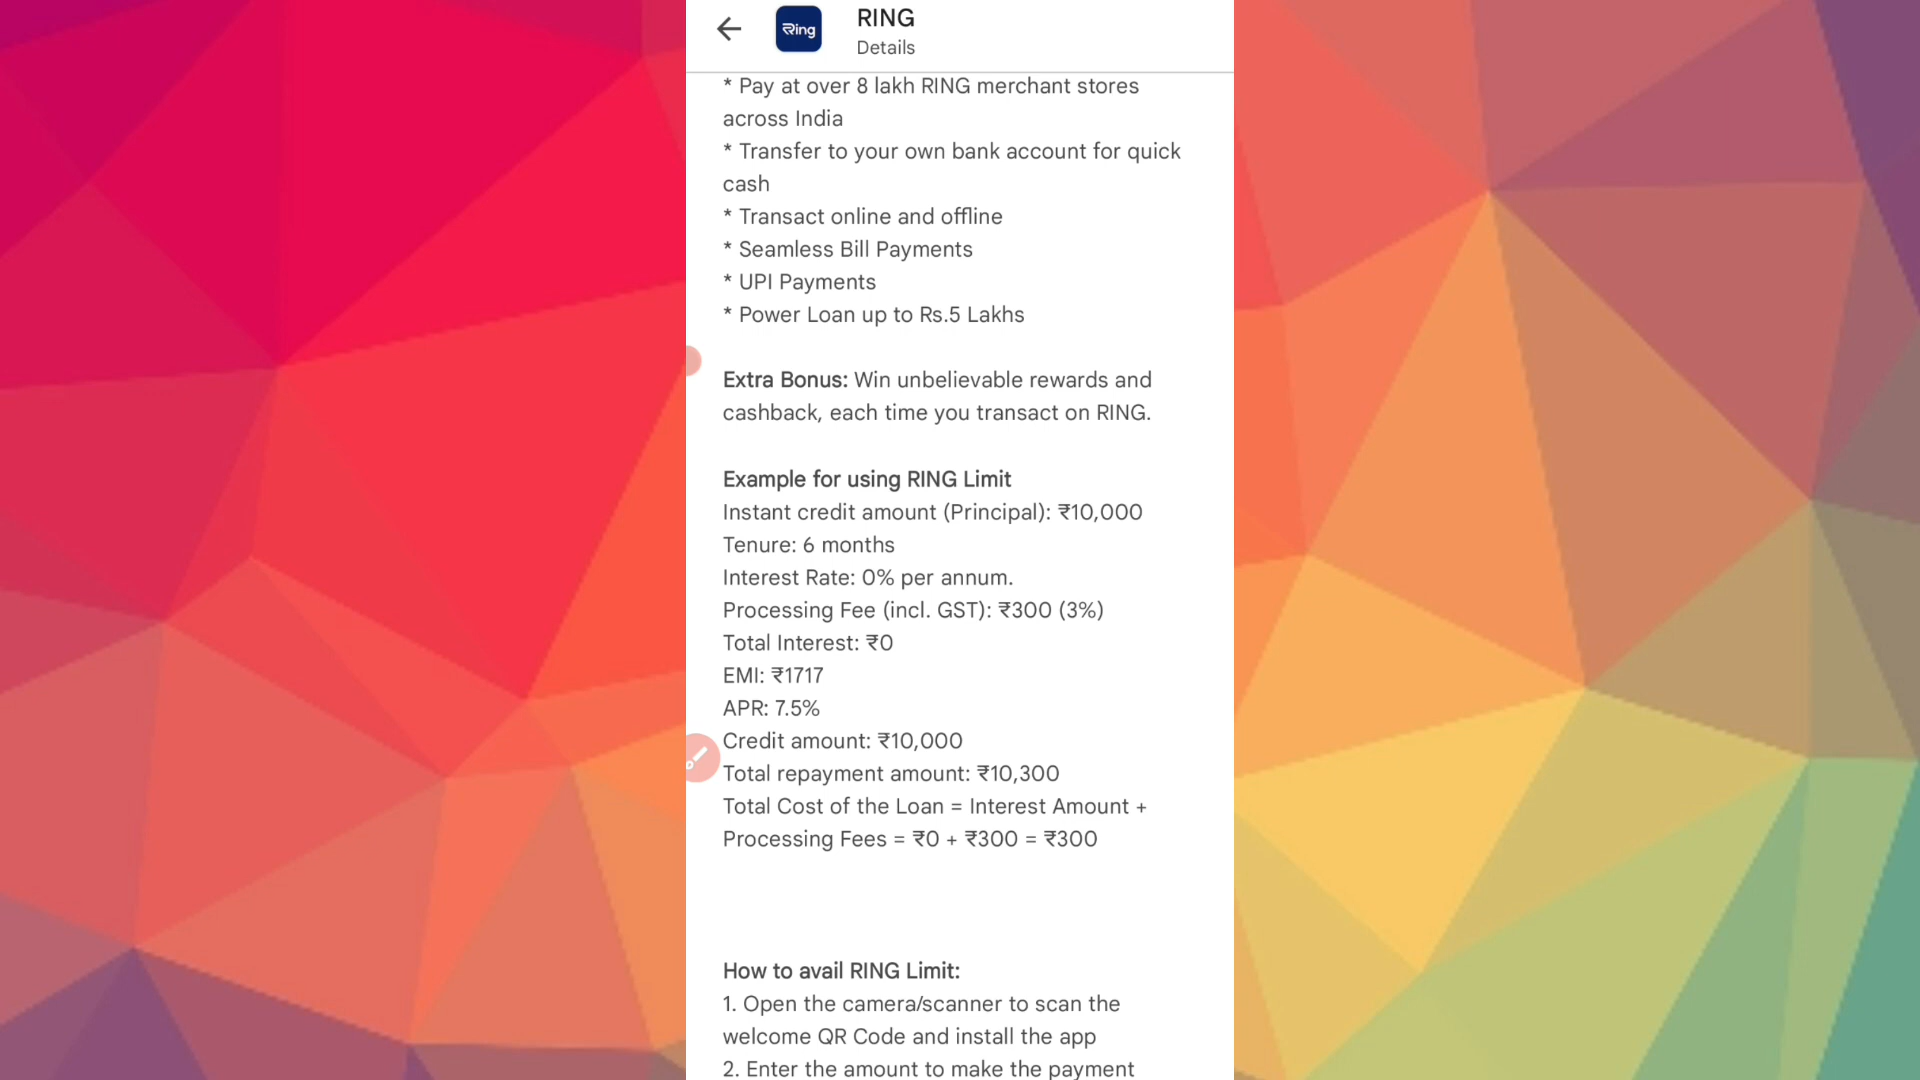 RING
Ring
Details
* Pay at over 8 lakh RING merchant stores
across India
* Transfer to your own bank account for quick
cash
* Transact online and offline
* Seamless Bill Payments
* UPI Payments
* Power Loan up to Rs.5 Lakhs
Extra Bonus: Win unbelievable rewards and
cashback, each time you transact on RING.
Example for using RING Limit
Instant credit amount (Principal): ₹10,000
Tenure: 6 months
Interest Rate: 0% per annum.
Processing Fee (incl. GST): ₹300 (3%)
Total Interest: ₹0
EMI: ₹1717
APR: 7.5%
Credit amount: ₹10,000
Total repayment amount: ₹10,300
Total Cost of the Loan = Interest Amount +
Processing Fees = ₹0 + ₹300 = ₹300
How to avail RING Limit:
1. Open the camera/scanner to scan the
welcome QR Code and install the app
2. Enter the amount to make the payment